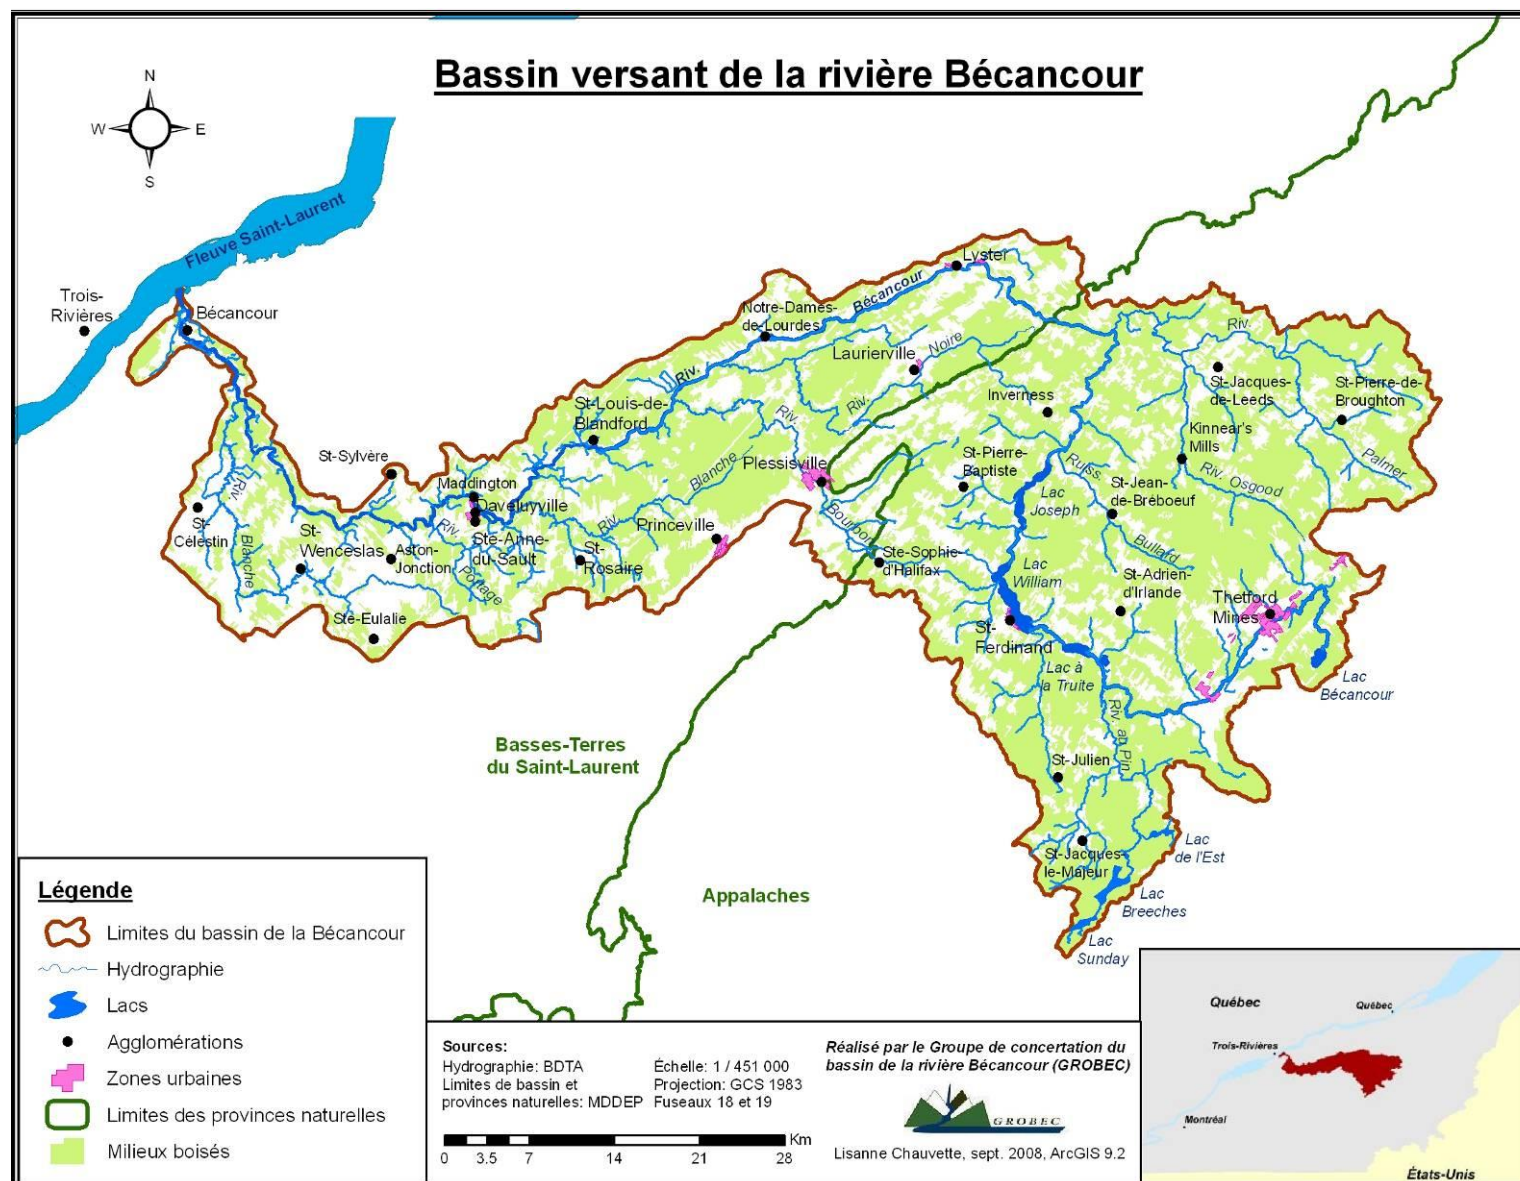 Bassin versant de la rivière Bécancour
N
W
E
S
Fleuve Saint-Laurent
Trois-
Rivières
Bécancour
Lyster
Bécancour
Notre-Dames-
de-Lourdes
Riv.
Laurierville
Noire
Riv.
Riv.
St-Jacques-
de-Leeds
St-Pierre-de-
Broughton
Inverness
Kinnear's
Mills
St-Louis-de-
Blandford
Riv.
St-Sylvère
Maddington
Daveluyville
Blanche
Plessisville
St-Pierre-
Baptiste
Ruiss.
Riv. Osgood
Palmer
Lac
Joseph
St-Jean-
de-Bréboeuf
Riv.
St-
Célestin
Blanche
St-
Wenceslas
Aston-
Jonction
Riv.
Ste-Anne-
du-Sault
Portage
Riv.
St-
Rosaire
Princeville
Bourbon
Ste-Sophie-
d'Halifax
Bullard
Lac
William
St-Adrien-
d'Irlande
Thetford
Mines
Ste-Eulalie
St-
Ferdinand
Lac à
la Truite
Lac
Bécancour
Riv. au Pin
Basses-Terres
du Saint-Laurent
St-Julien
St-Jacques-
le-Majeur
Lac
de l'Est
Appalaches
Lac
Breeches
Lac
Sunday
Légende
Limites du bassin de la Bécancour
Hydrographie
Lacs
Agglomérations
Zones urbaines
Limites des provinces naturelles
Milieux boisés
Sources:
Hydrographie: BDTA
Limites de bassin et
provinces naturelles: MDDEP
Échelle: 1 / 451 000
Projection: GCS 1983
Fuseaux 18 et 19
Km
0 3.5 7 14 21 28
Réalisé par le Groupe de concertation du
bassin de la rivière Bécancour (GROBEC)
GROBEC
Lisanne Chauvette, sept. 2008, ArcGIS 9.2
Québec
Québec
Trois-Rivières
Montréal
États-Unis